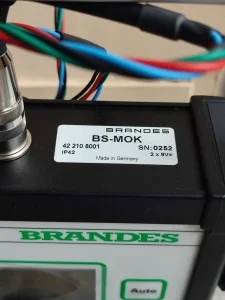 BRANDES
BS-MOK
42 210 8001 SN:0252
IP42 2 x 9V=
Made in Germany
BRANDES
Auto